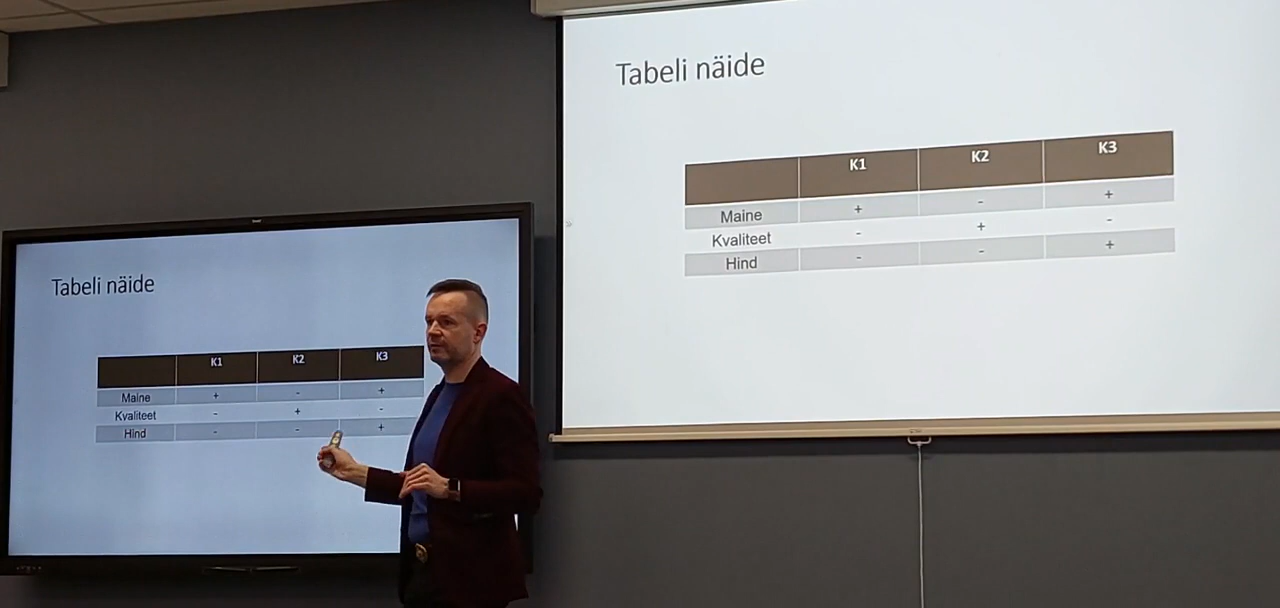 Tabeli näide
K1 K2 K3
Maine + - +
Kvaliteet - + -
Hind - - +
Tabeli näide
K1 K2 K3
Maine + - +
Kvaliteet - + -
Hind - - +